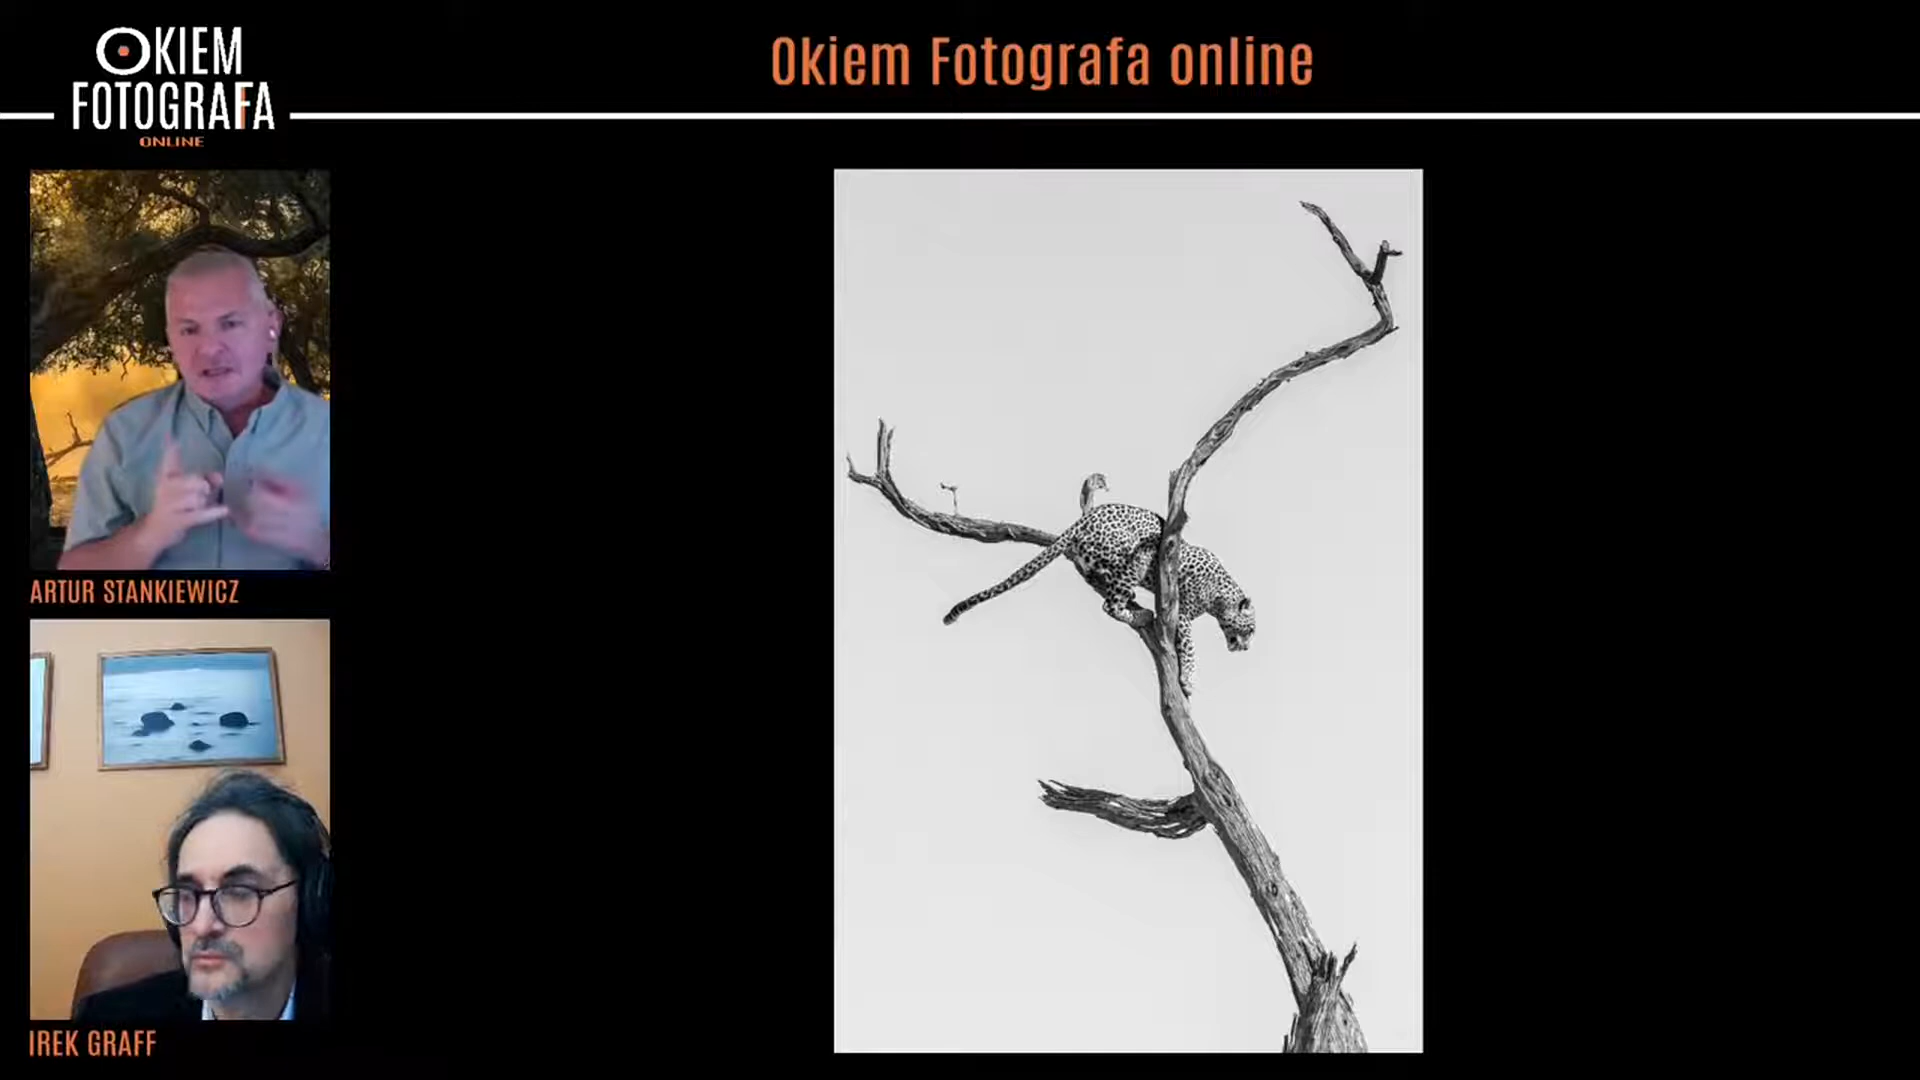 OKIEM
FOTOGRAFA
ONLINE
Okiem Fotografa online
ARTUR STANKIEWICZ
IREK GRAFF